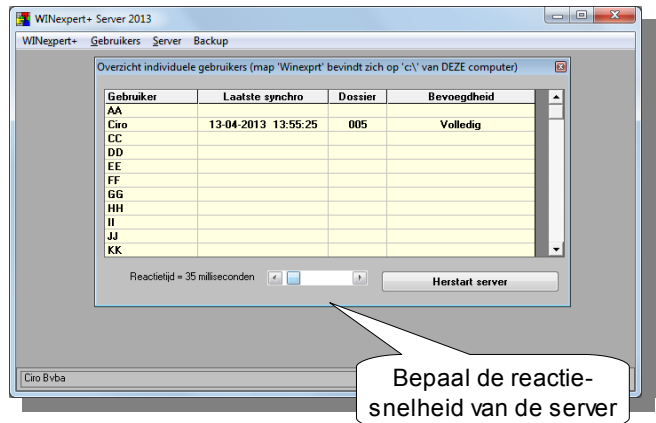 WINexpert+ Server 2013
WINexpert+ Gebruikers Server Backup
Overzicht individuele gebruikers (map 'Winexprt' bevindt zich op 'c:\' van DEZE computer)
Gebruiker Laatste synchro Dossier Bevoegdheid
AA
Ciro 13-04-2013 13:55:25 005 Volledig
CC
DD
EE
FF
GG
HH
II
JJ
KK
Reactietijd = 35 milliseconden Herstart server
Ciro Bvba
Bepaal de reactie-
snelheid van de server